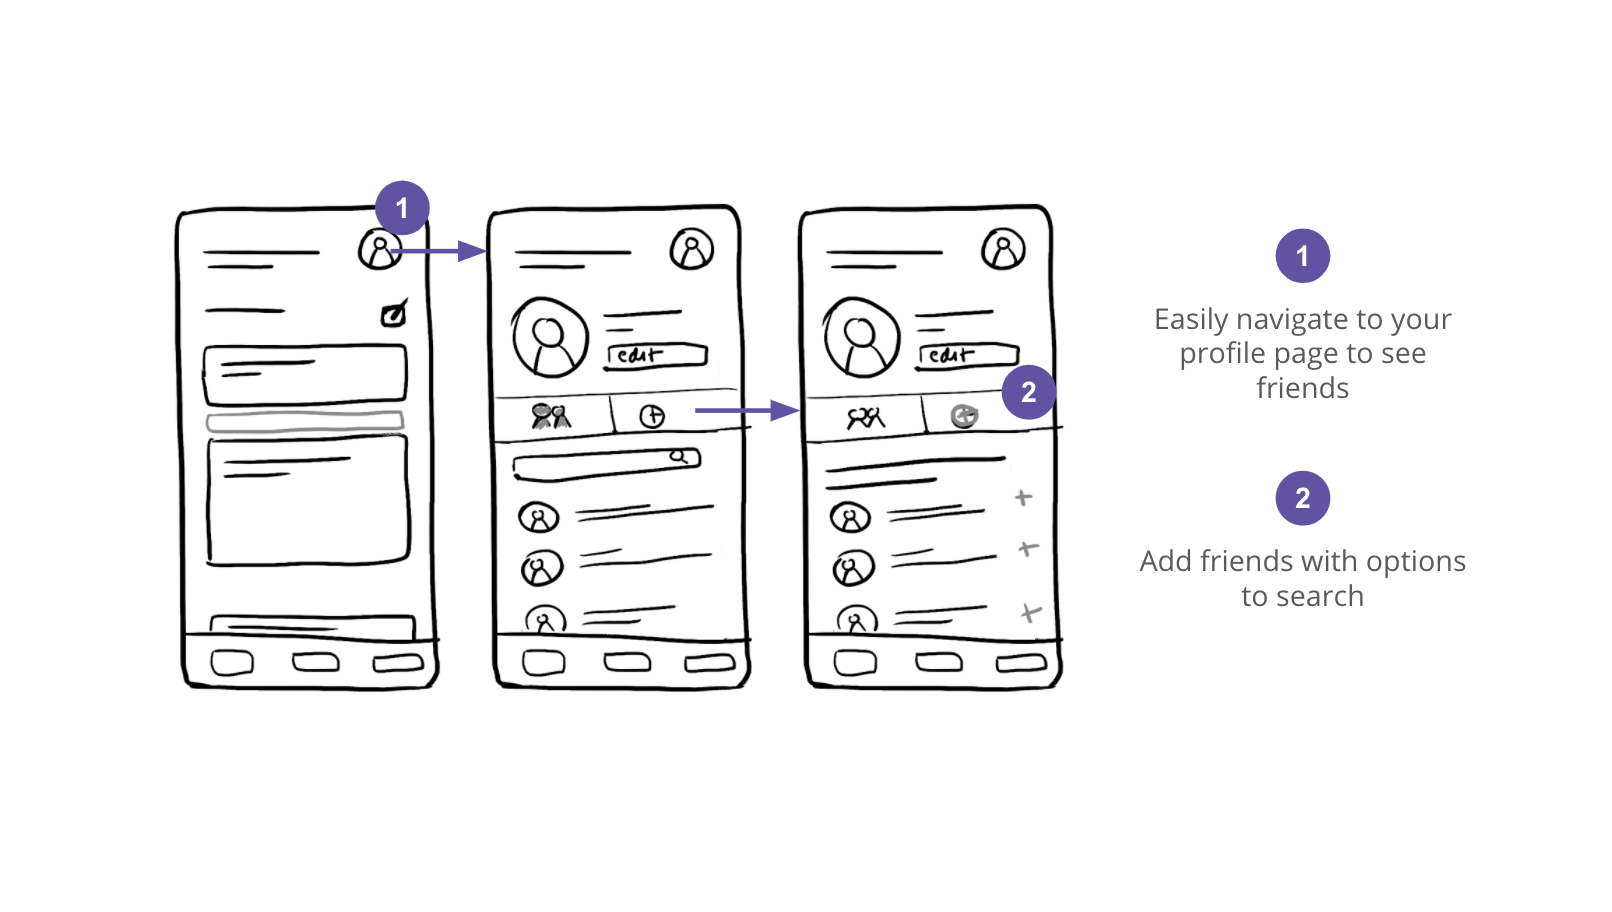 1
edit
edit
2
1
Easily navigate to your
profile page to see
friends
2
Add friends with options
to search